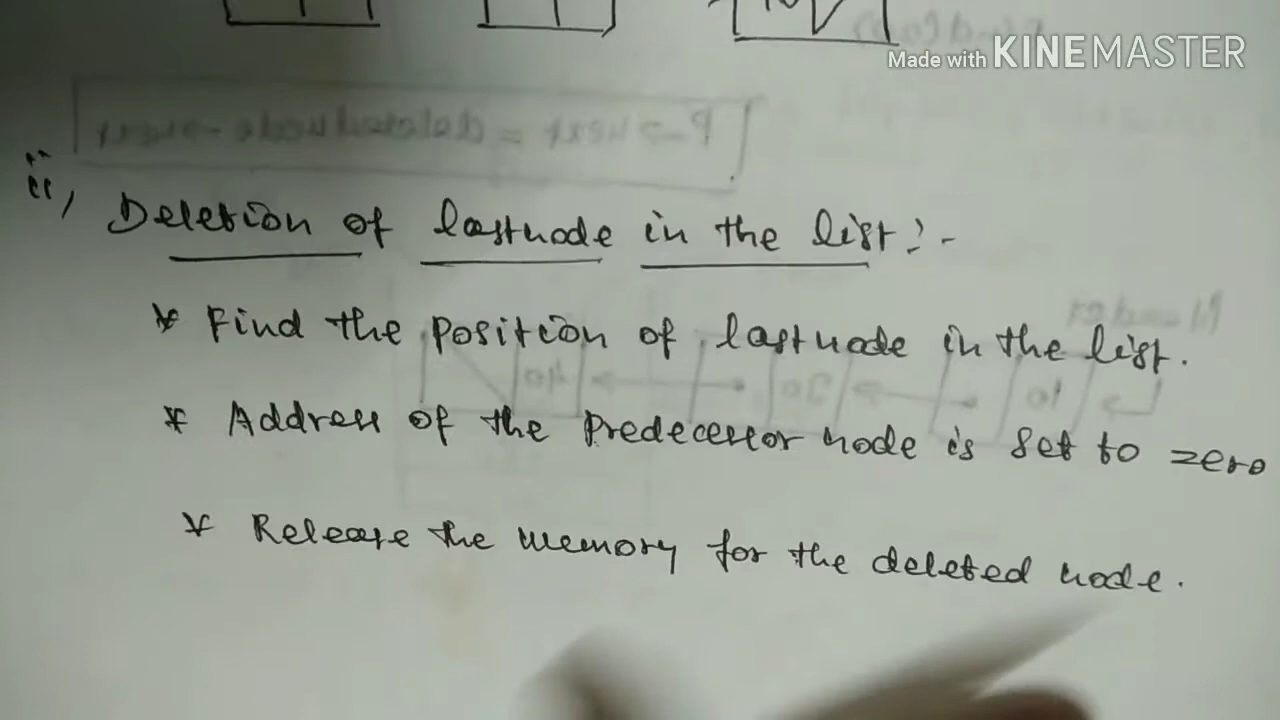 Made with KINEMASTER
ii, Deletion of lastnode in the list :-
* Find the position of lastnode in the list.
* Address of the Predecessor node is set to zero
* Release the memory for the deleted node.